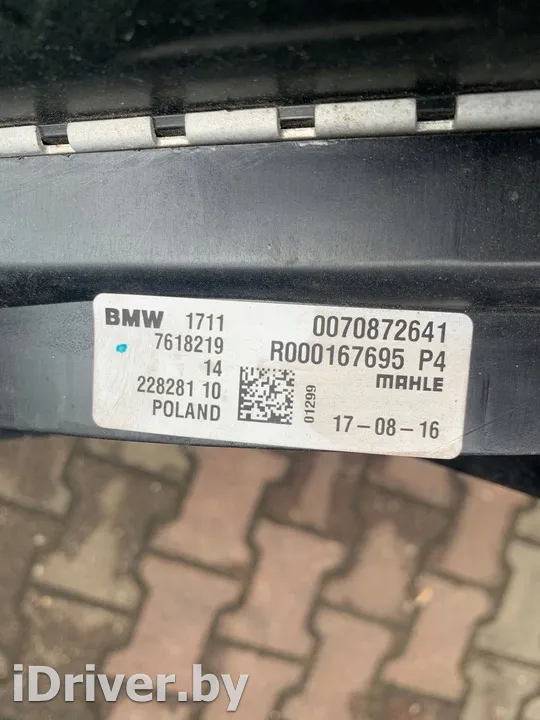 BMW 1711 0070872641
7618219 R000167695 P4
14 MAHLE
228281 10
POLAND 01299 17-08-16
iDriver.by